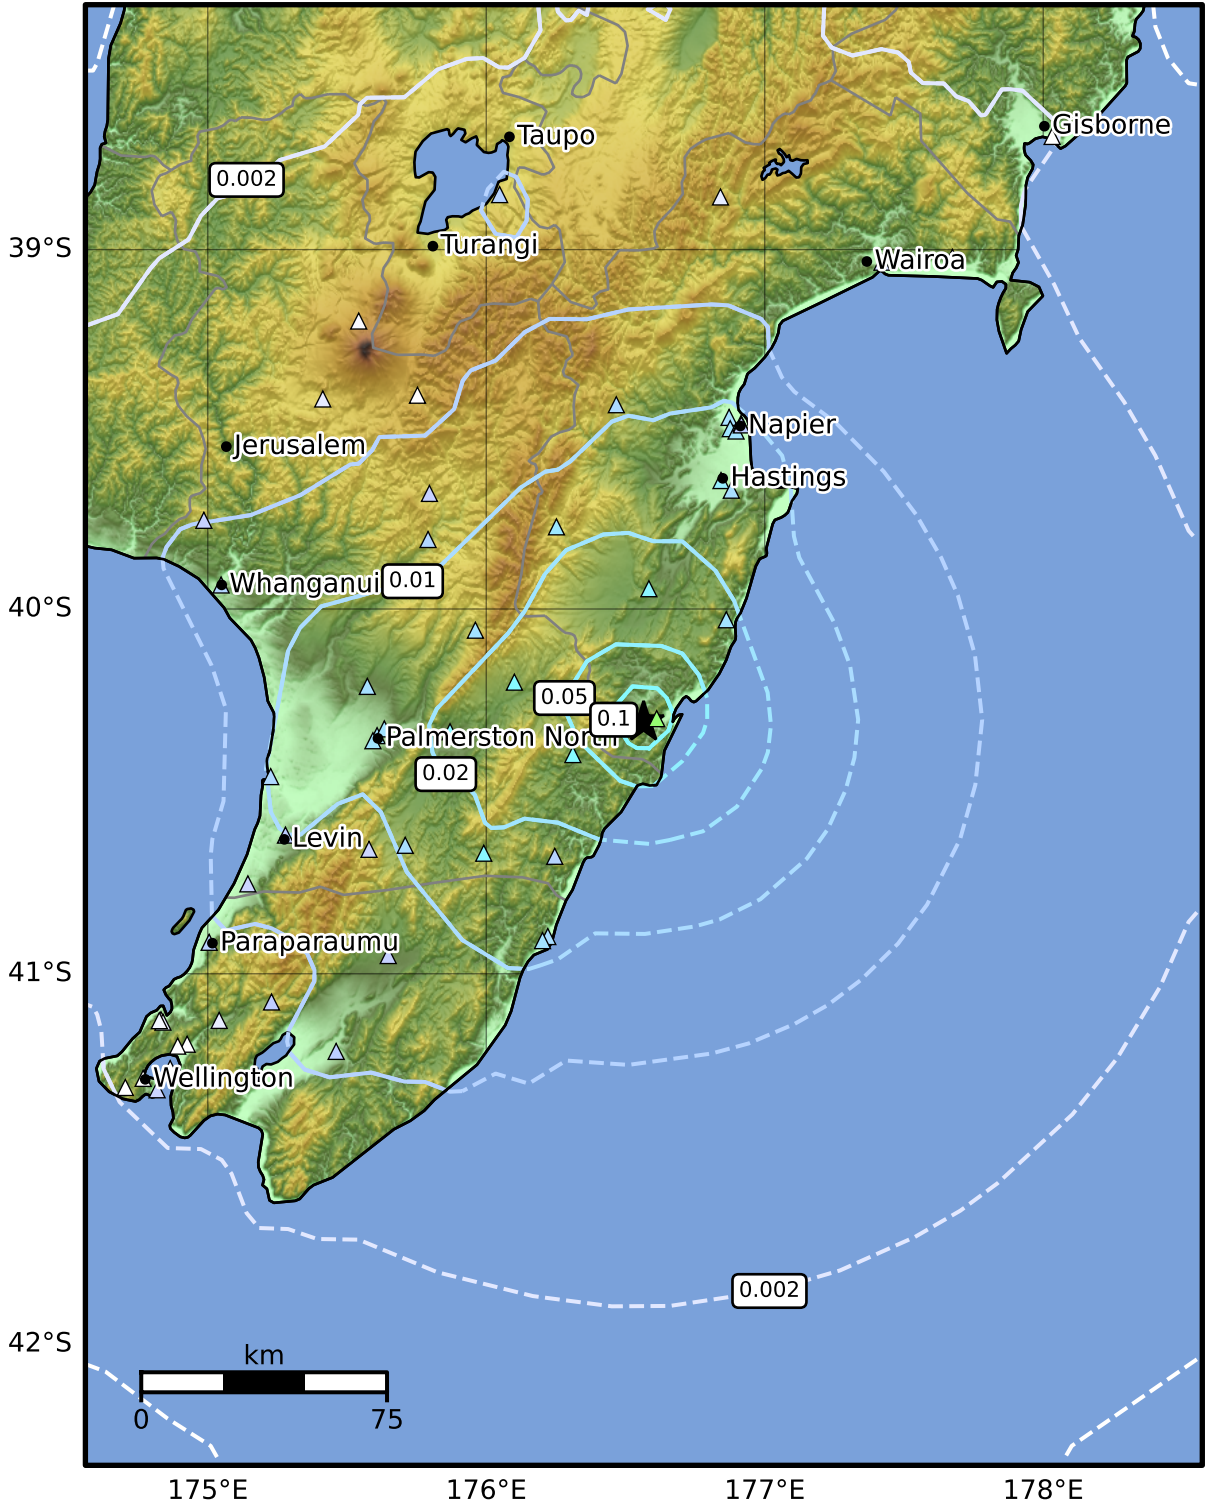 Gisborne
Taupo
0.002
Turangi
39°S
Wairoa
Napier
Jerusalem
Hastings
0.01
Whanganui
40°S
0.05
0.1
Palmerston North
0.02
Levin
Paraparaumu
41°S
Wellington
0.002
42°S
km
0
75
175°E
176°E
177°E
178°E